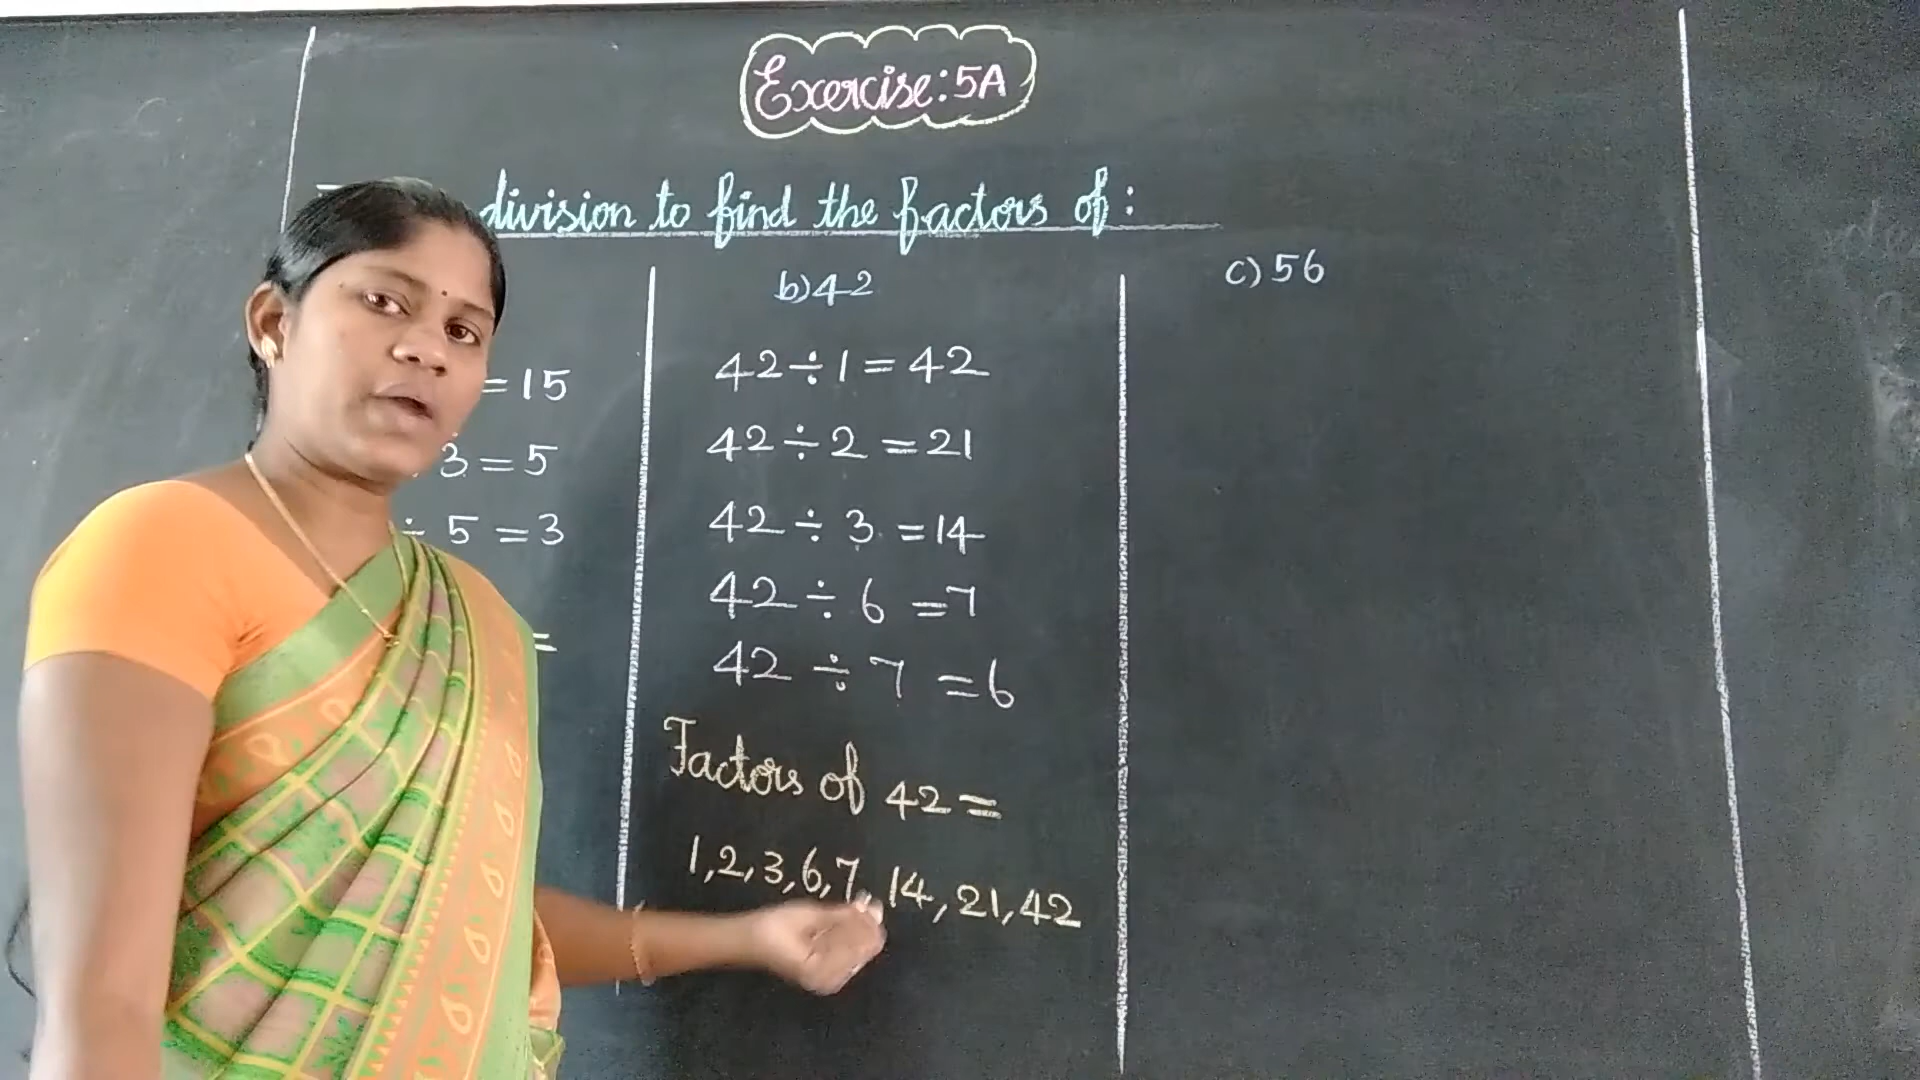 Exercise: 5A
division to find the factors of:
= 15
3 = 5
÷ 5 = 3
=
b) 42
42 ÷ 1 = 42
42 ÷ 2 = 21
42 ÷ 3 = 14
42 ÷ 6 = 7
42 ÷ 7 = 6
Factors of 42 =
1, 2, 3, 6, 7, 14, 21, 42
c) 56